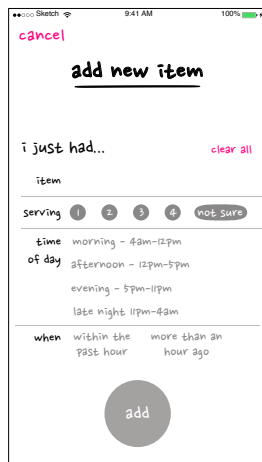 Sketch 9:41 AM 100%
cancel
add new item
i just had...
clear all
item
serving 1 2 3 4 not sure
time morning - 4am-12pm
of day afternoon - 12pm-5pm
evening - 5pm-11pm
late night 11pm-4am
when within the more than an
past hour hour ago
add